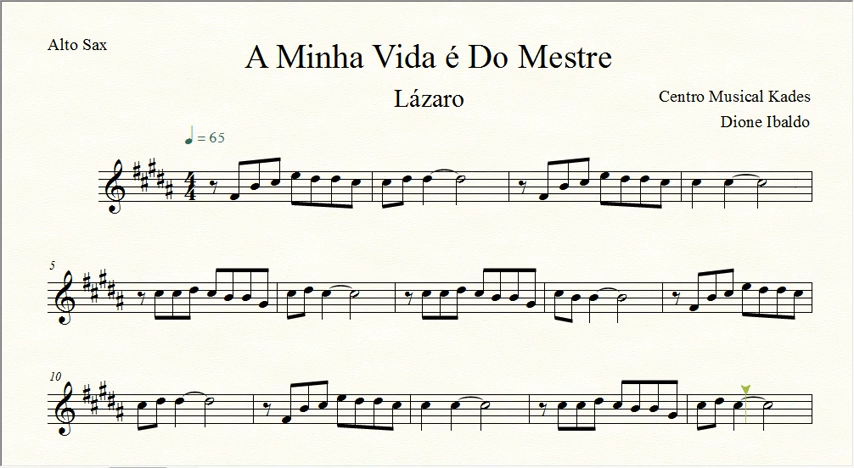 Alto Sax
A Minha Vida é Do Mestre
Lázaro
Centro Musical Kades
Dione Ibaldo
= 65
4
4
5
10